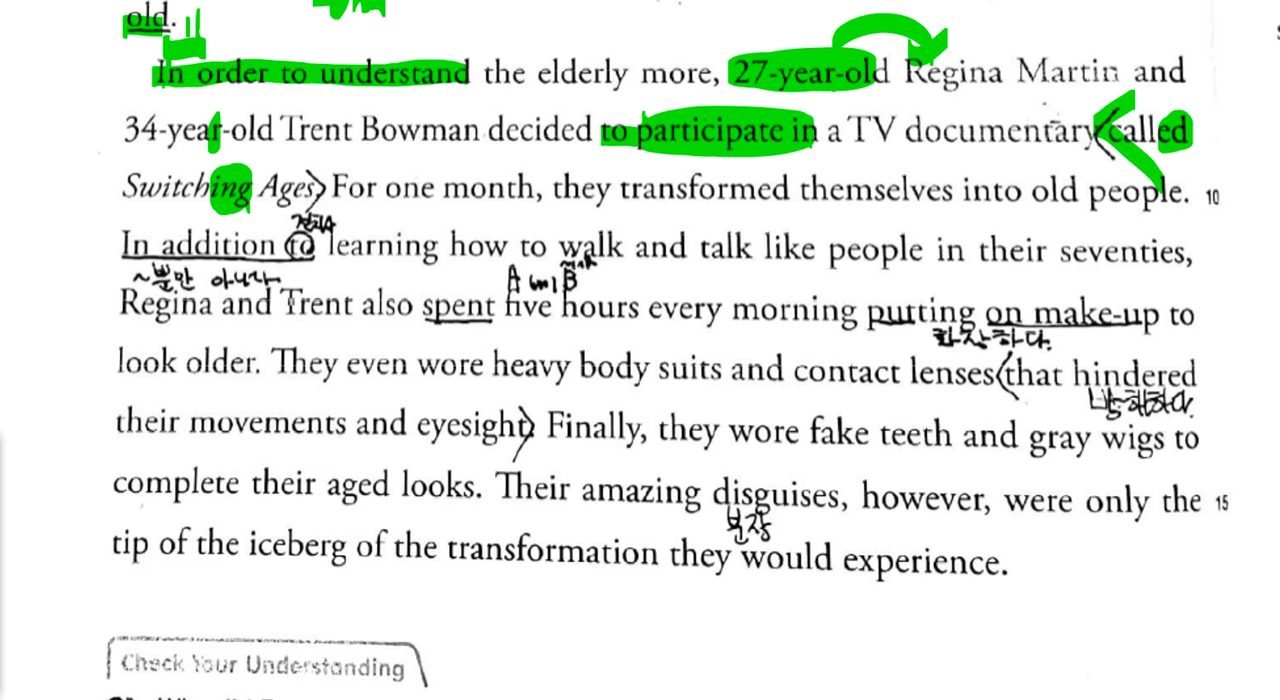 old.
In order to understand the elderly more, 27-year-old Regina Martin and
34-year-old Trent Bowman decided to participate in a TV documentary called
Switching Ages. For one month, they transformed themselves into old people. 10
전치사
In addition to learning how to walk and talk like people in their seventies,
~뿐만 아니라
Regina and Trent also spent five hours every morning putting on make-up to
화장하다.
look older. They even wore heavy body suits and contact lenses that hindered
방해하다.
their movements and eyesight. Finally, they wore fake teeth and gray wigs to
complete their aged looks. Their amazing disguises, however, were only the 15
변장
tip of the iceberg of the transformation they would experience.
Check Your Understanding